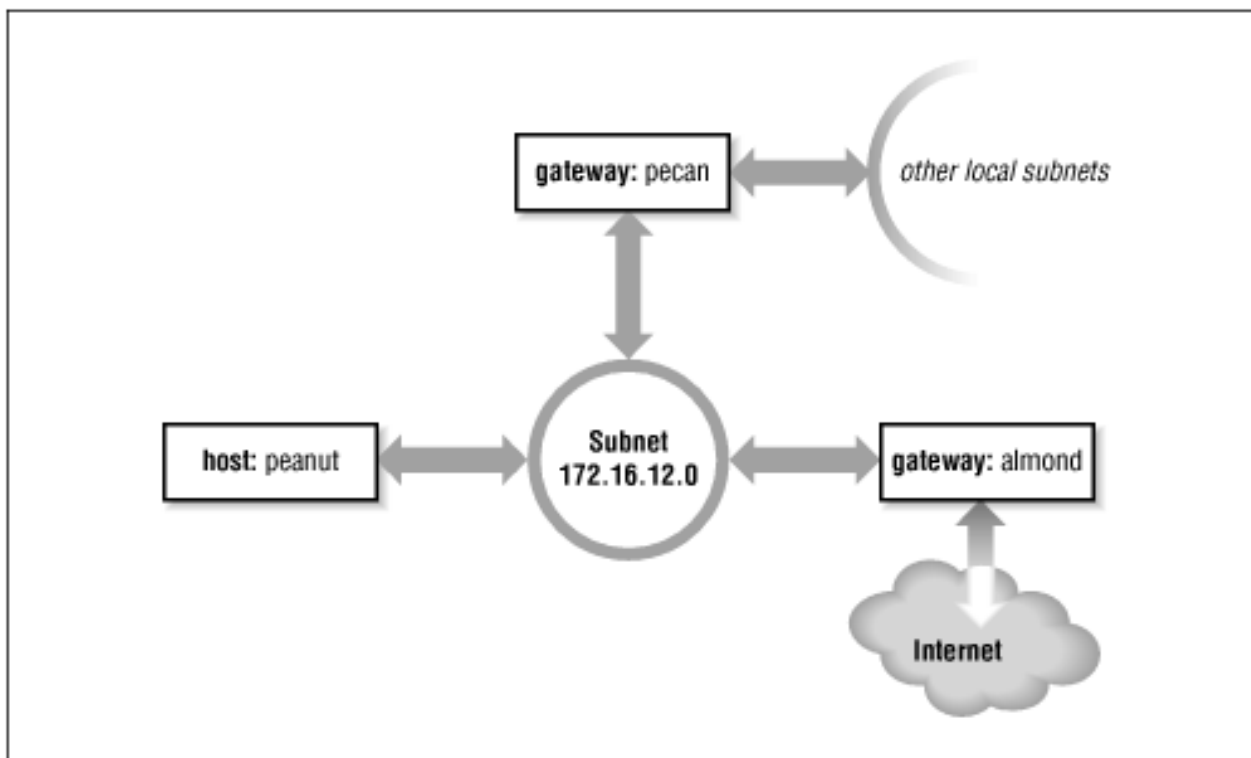 gateway: pecan
other local subnets
host: peanut
Subnet
172.16.12.0
gateway: almond
Internet